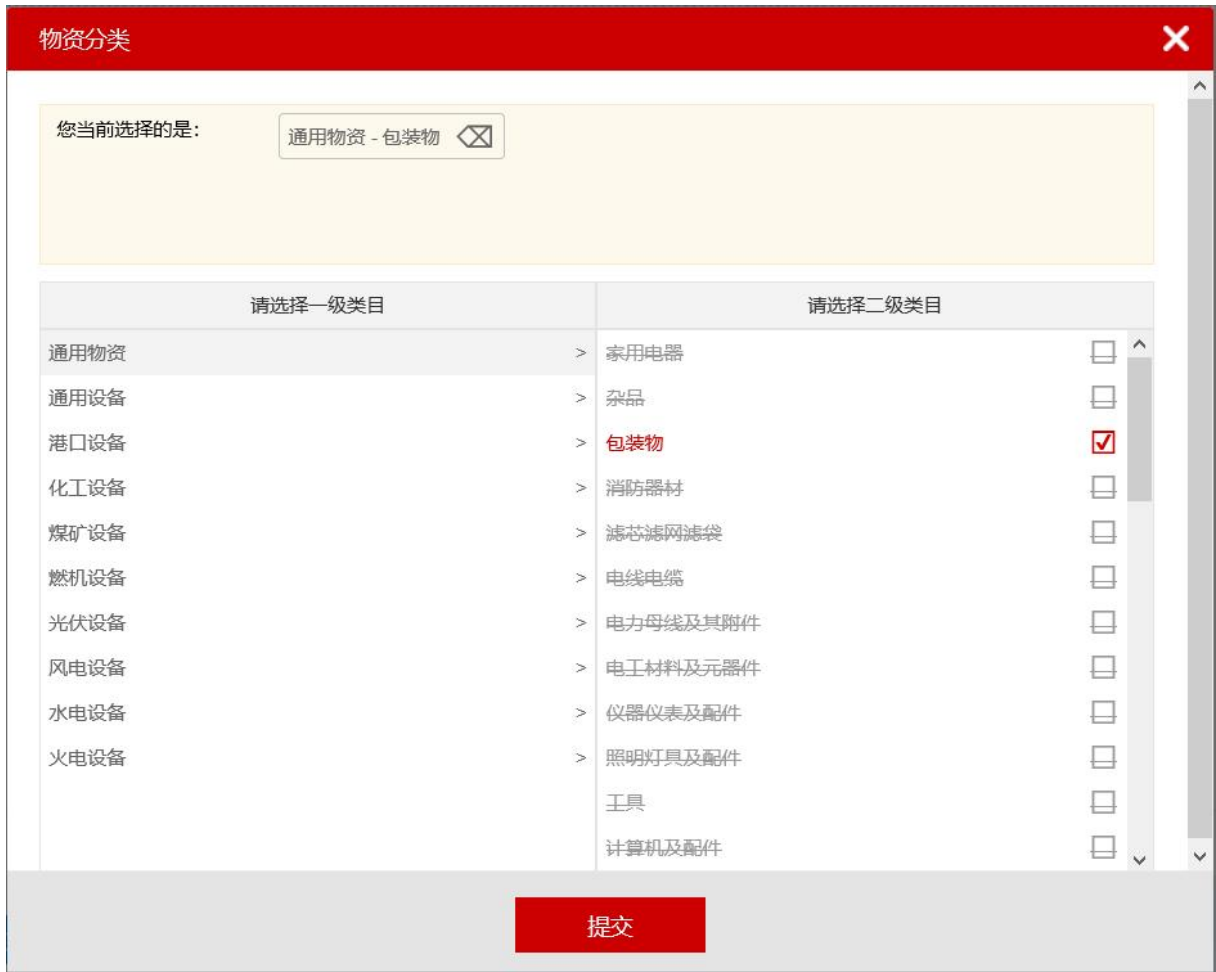 物资分类
您当前选择的是：
通用物资 - 包装物
请选择一级类目
请选择二级类目
通用物资 >
家用电器
通用设备 >
杂品
港口设备 >
包装物
化工设备 >
消防器材
煤矿设备 >
滤芯滤网滤袋
燃机设备 >
电线电缆
光伏设备 >
电力母线及其附件
风电设备 >
电工材料及元器件
水电设备 >
仪器仪表及配件
火电设备 >
照明灯具及配件
工具
计算机及配件
提交